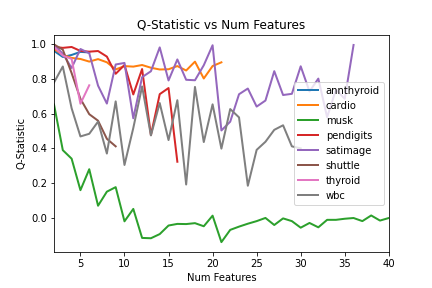 Q-Statistic vs Num Features
1.0
0.8
0.6
0.4
0.2
0.0
Q-Statistic
5 10 15 20 25 30 35 40
Num Features
annthyroid
cardio
musk
pendigits
satimage
shuttle
thyroid
wbc